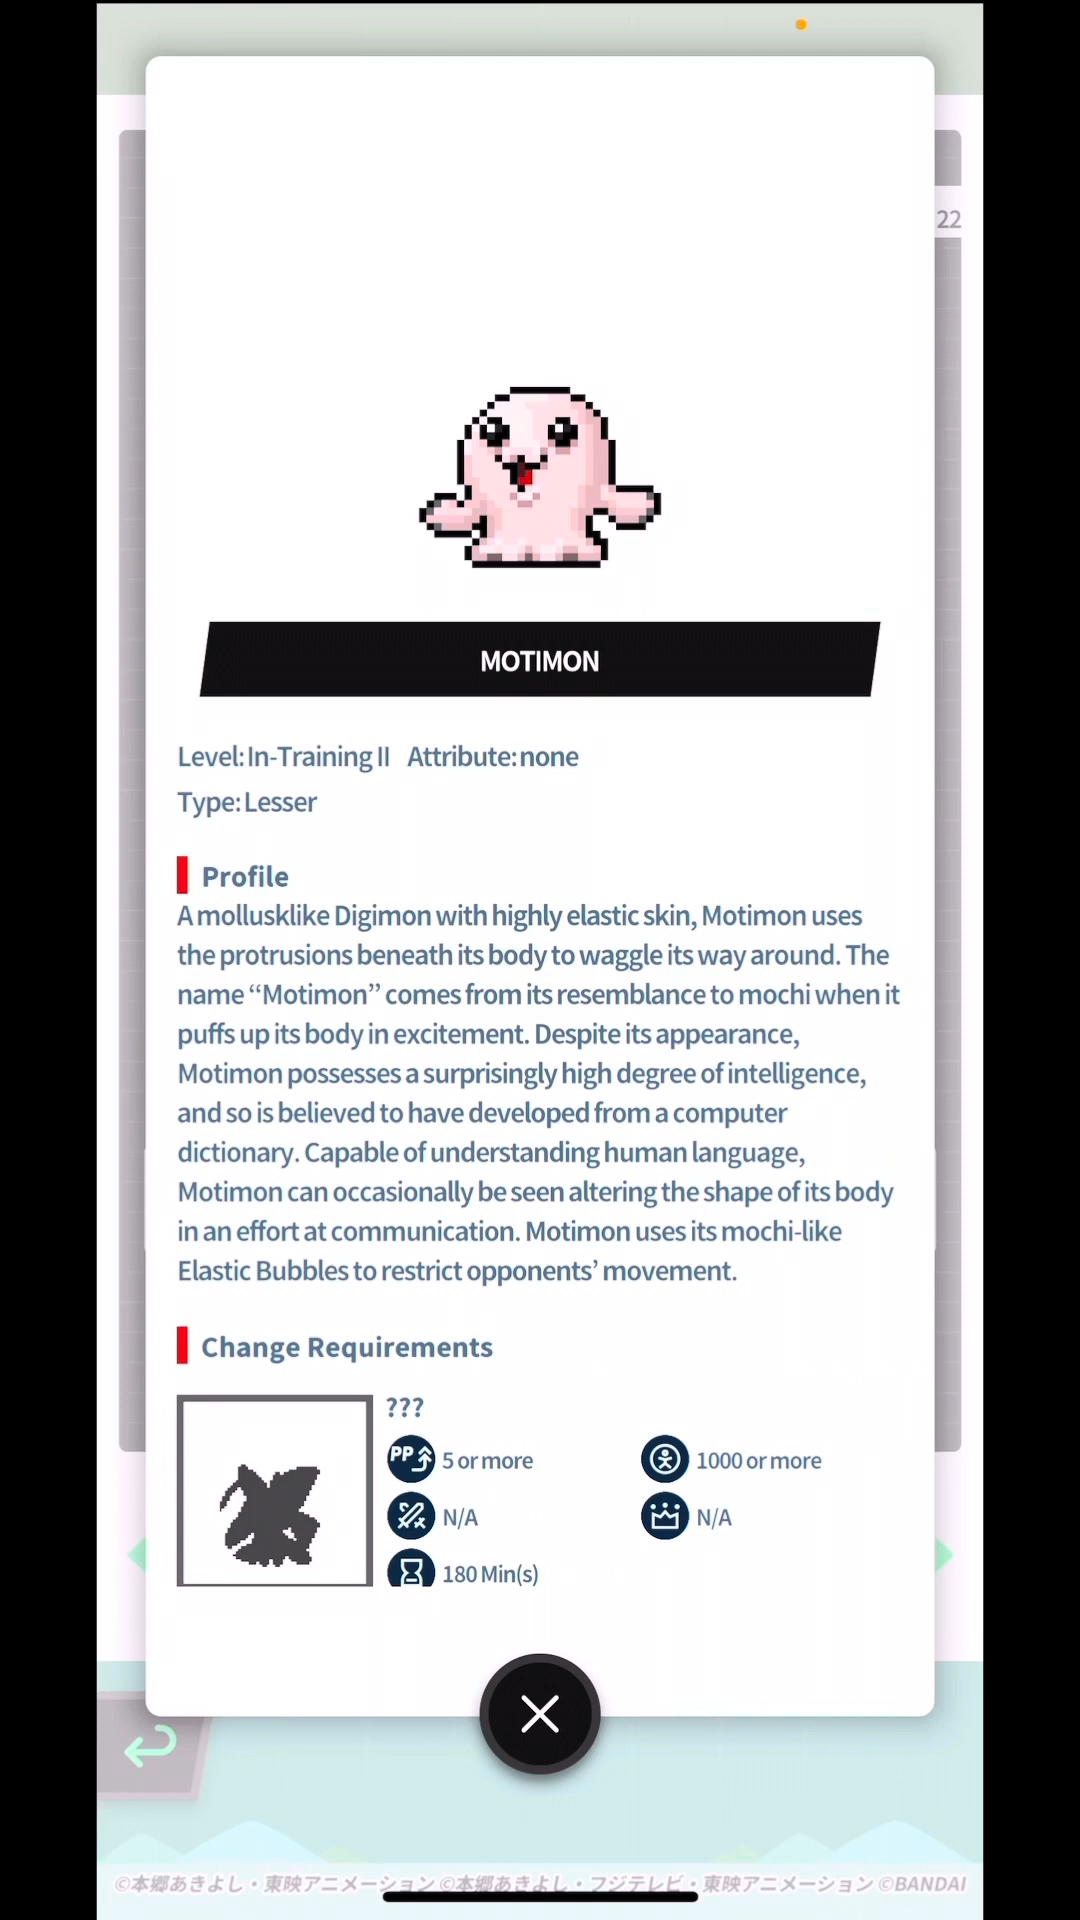 22
MOTIMON
Level: In-Training II Attribute: none
Type: Lesser
Profile
A mollusklike Digimon with highly elastic skin, Motimon uses
the protrusions beneath its body to waggle its way around. The
name “Motimon” comes from its resemblance to mochi when it
puffs up its body in excitement. Despite its appearance,
Motimon possesses a surprisingly high degree of intelligence,
and so is believed to have developed from a computer
dictionary. Capable of understanding human language,
Motimon can occasionally be seen altering the shape of its body
in an effort at communication. Motimon uses its mochi-like
Elastic Bubbles to restrict opponents’ movement.
Change Requirements
???
PP 5 or more 1000 or more
N/A N/A
180 Min(s)
©本郷あきよし・東映アニメーション ©本郷あきよし・フジテレビ・東映アニメーション ©BANDAI